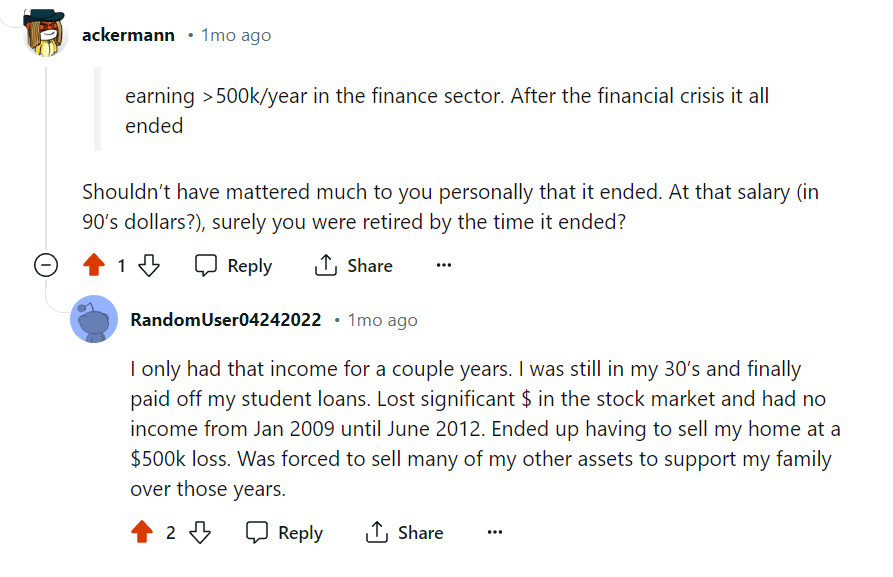 ackermann • 1mo ago
earning >500k/year in the finance sector. After the financial crisis it all
ended
Shouldn't have mattered much to you personally that it ended. At that salary (in
90's dollars?), surely you were retired by the time it ended?
1 Reply Share ···
RandomUser04242022 • 1mo ago
I only had that income for a couple years. I was still in my 30's and finally
paid off my student loans. Lost significant $ in the stock market and had no
income from Jan 2009 until June 2012. Ended up having to sell my home at a
$500k loss. Was forced to sell many of my other assets to support my family
over those years.
2 Reply Share ···